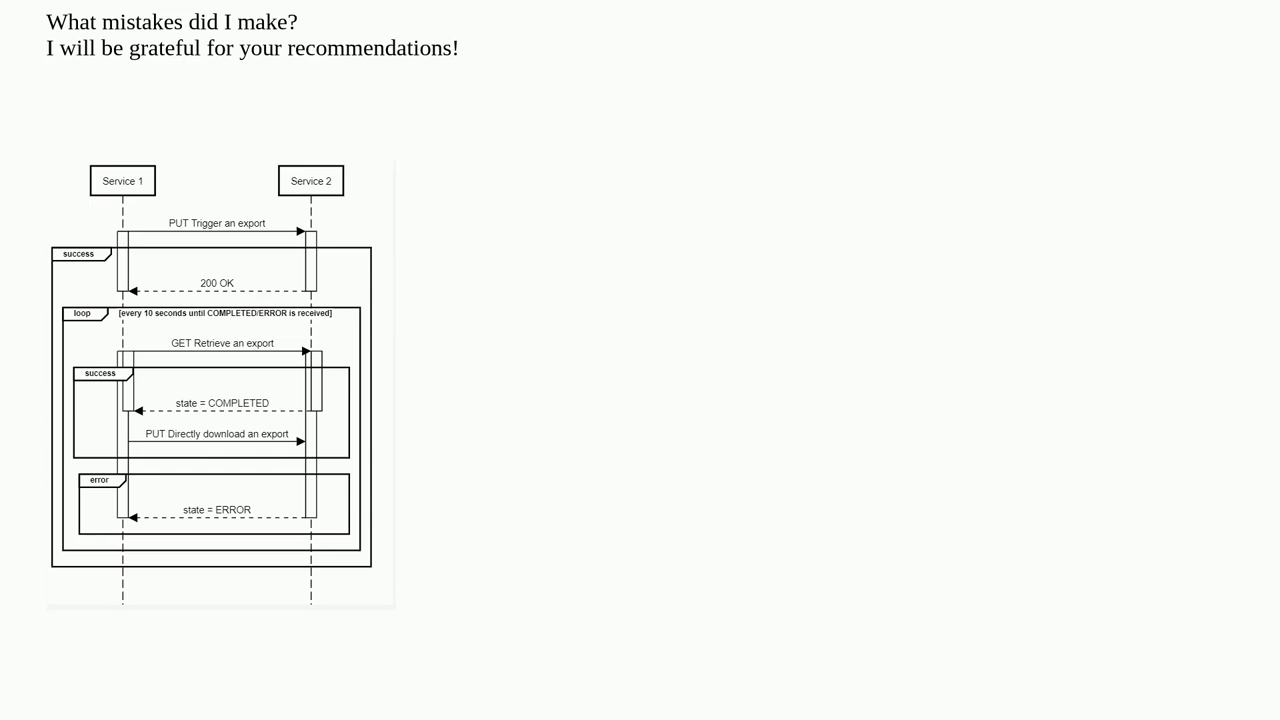 What mistakes did I make?
I will be grateful for your recommendations!
Service 1
Service 2
PUT Trigger an export
success
200 OK
loop
[every 10 seconds until COMPLETED/ERROR is received]
GET Retrieve an export
success
state = COMPLETED
PUT Directly download an export
error
state = ERROR